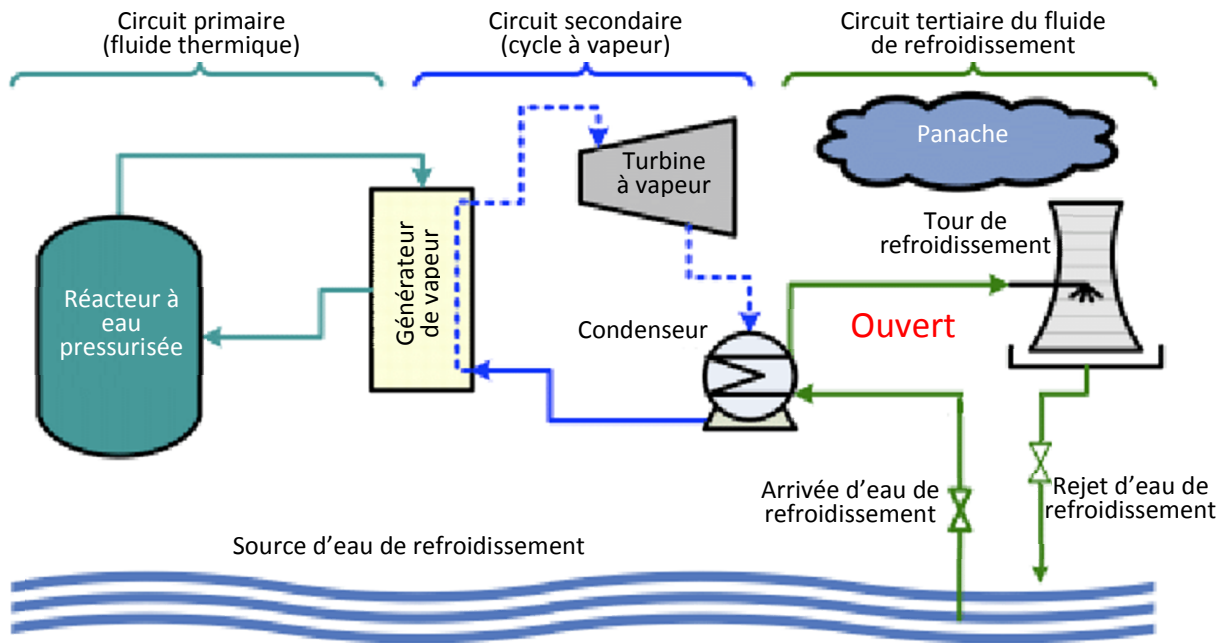 Circuit primaire
(fluide thermique)
Circuit secondaire
(cycle à vapeur)
Circuit tertiaire du fluide
de refroidissement
Panache
Turbine
à vapeur
Tour de
refroidissement
Réacteur à
eau
pressurisée
Générateur
de vapeur
Condenseur
Ouvert
Arrivée d’eau de
refroidissement
Rejet d’eau de
refroidissement
Source d’eau de refroidissement